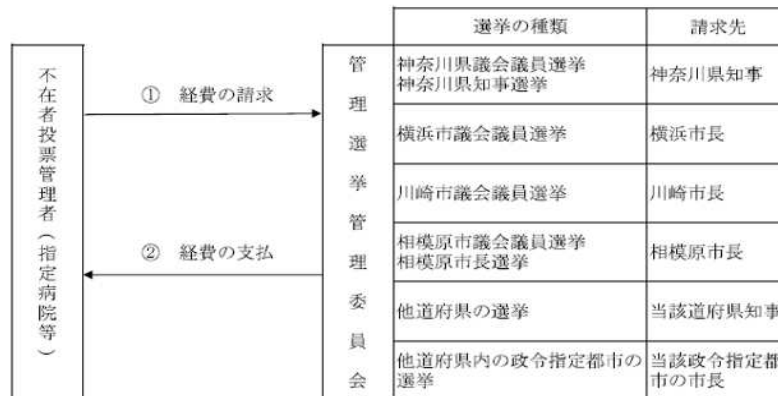 選挙の種類
請求先
不在者投票管理者（指定病院等）
① 経費の請求
② 経費の支払
管理選挙管理委員会
神奈川県議会議員選挙
神奈川県知事選挙
神奈川県知事
横浜市議会議員選挙
横浜市長
川崎市議会議員選挙
川崎市長
相模原市議会議員選挙
相模原市長選挙
相模原市長
他道府県の選挙
当該道府県知事
他道府県内の政令指定都市の
選挙
当該政令指定都
市の市長